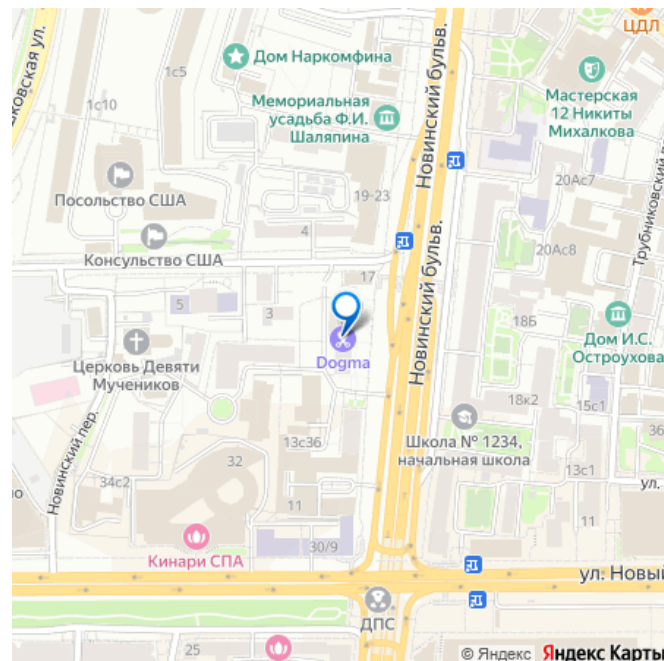 ЦДЛ
Дом Наркомфина
1с5
Новинский бульв.
Мастерская
12 Никиты
Михалкова
1с10
Мемориальная
усадьба Ф.И.
Шаляпина
20Ас7
Посольство США
19-23
4
20Ас8
Консульство США
17
Новинский бульв.
5
3
18Б
Дом И.С.
Остроухова
Церковь Девяти
Мучеников
Dogma
18к2
15с1
Новинский пер.
13с36
Школа № 1234,
начальная школа
36
32
34с2
13с1
ул.
11
11
Кинари СПА
30/9
ул. Новый
ДПС
25
© Яндекс Яндекс Карты